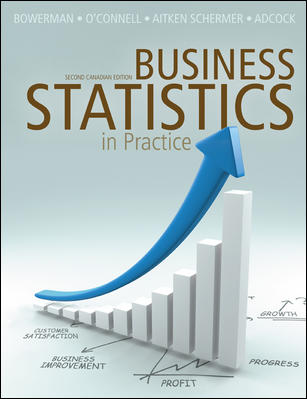 BOWERMAN • O'CONNELL • AITKEN SCHERMER • ADCOCK
SECOND CANADIAN EDITION
BUSINESS
STATISTICS
in Practice
GROWTH
CUSTOMER
SATISFACTION
BUSINESS
IMPROVEMENT
PROGRESS
PROFIT